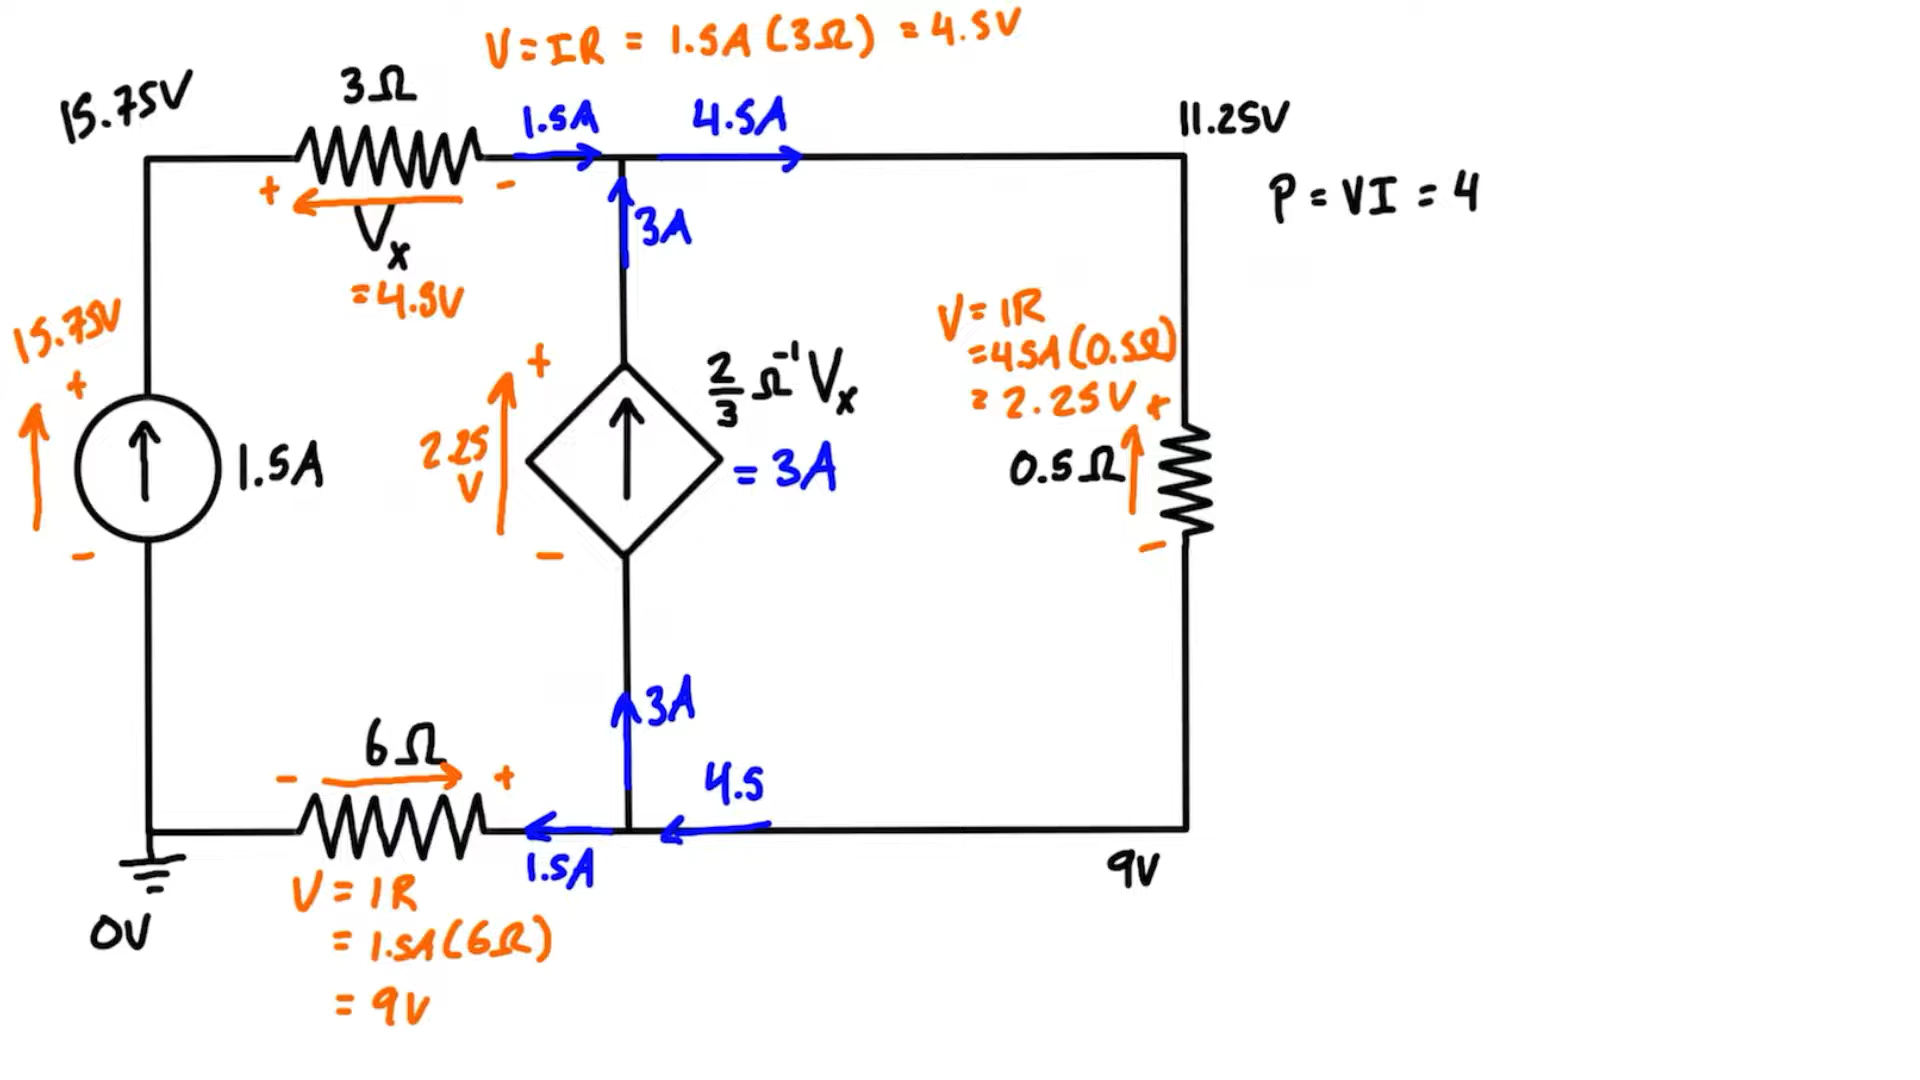 V = IR = 1.5A (3Ω) = 4.5V
15.75V
3Ω
1.5A
4.5A
11.25V
P = VI = 4
+
-
Vx
= 4.5V
3A
15.75V
+
-
1.5A
+
2.25
V
-
2/3 Ω⁻¹ Vx
= 3A
V = IR
= 4.5A (0.5Ω)
= 2.25V
+
0.5Ω
-
3A
6Ω
-
+
4.5
1.5A
9V
0V
V = IR
= 1.5A (6Ω)
= 9V